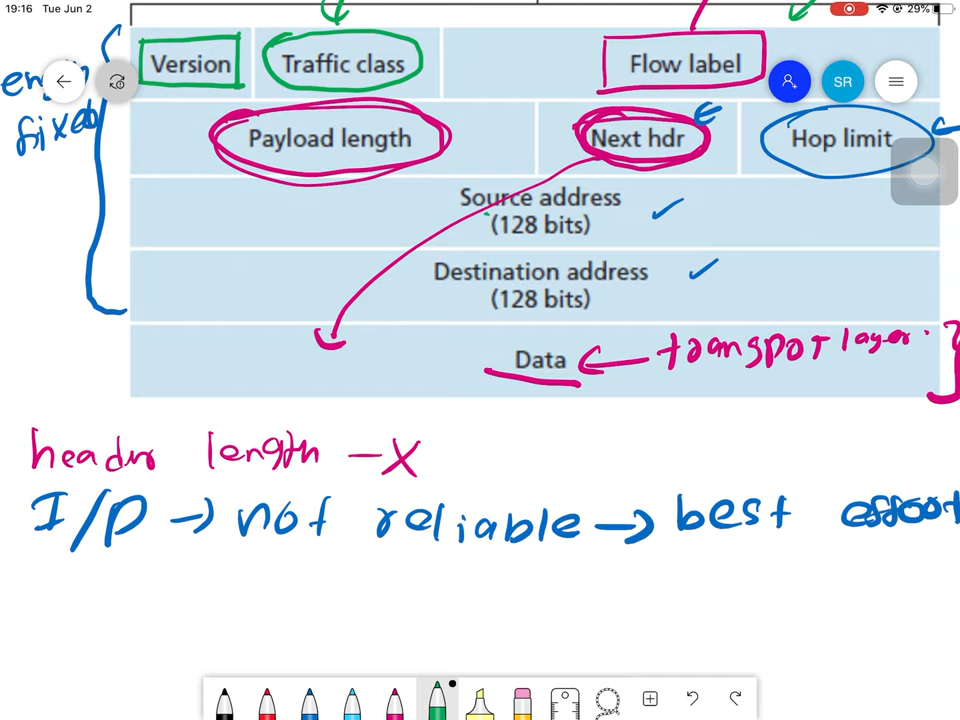 19:16 Tue Jun 2 29%
Version Traffic class Flow label
SR
fixed
Payload length Next hdr Hop limit
Source address
(128 bits)
Destination address
(128 bits)
Data transport layer.
header length - X
I/P → not reliable → best effort